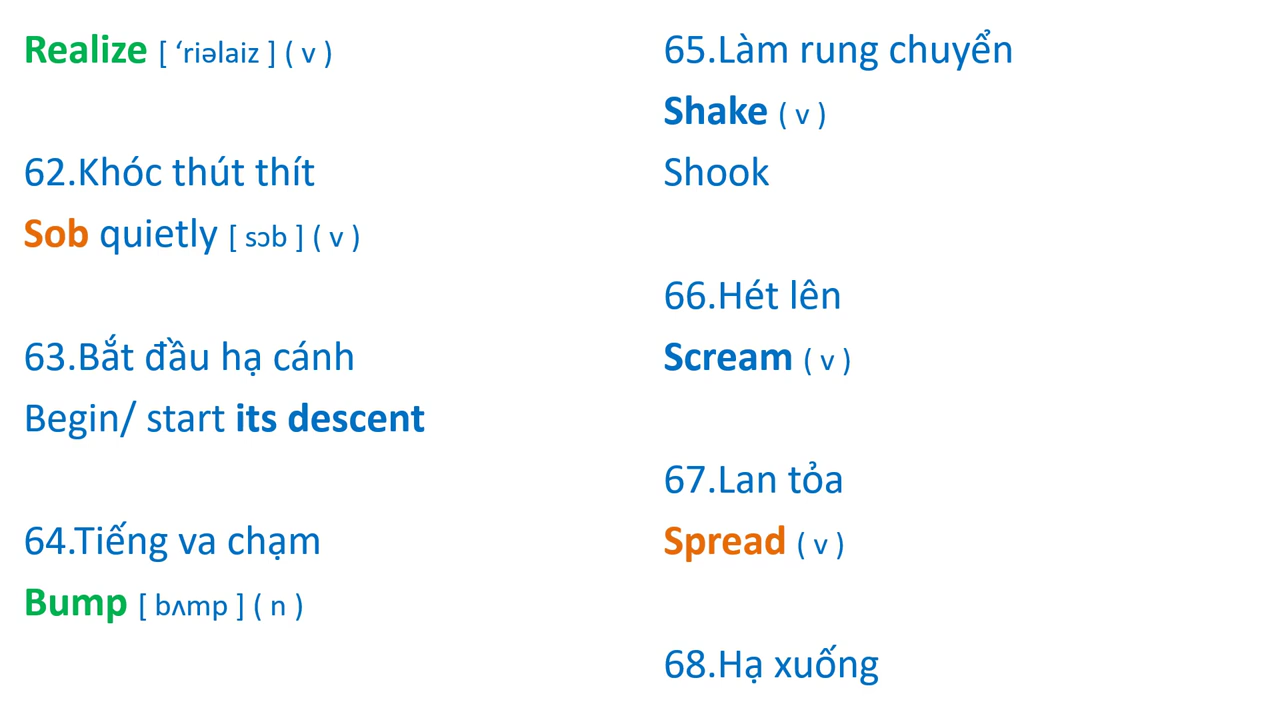 Realize [ ‘riəlaiz ] ( v )
62.Khóc thút thít
Sob quietly [ sɔb ] ( v )
63.Bắt đầu hạ cánh
Begin/ start its descent
64.Tiếng va chạm
Bump [ bʌmp ] ( n )
65.Làm rung chuyển
Shake ( v )
Shook
66.Hét lên
Scream ( v )
67.Lan tỏa
Spread ( v )
68.Hạ xuống